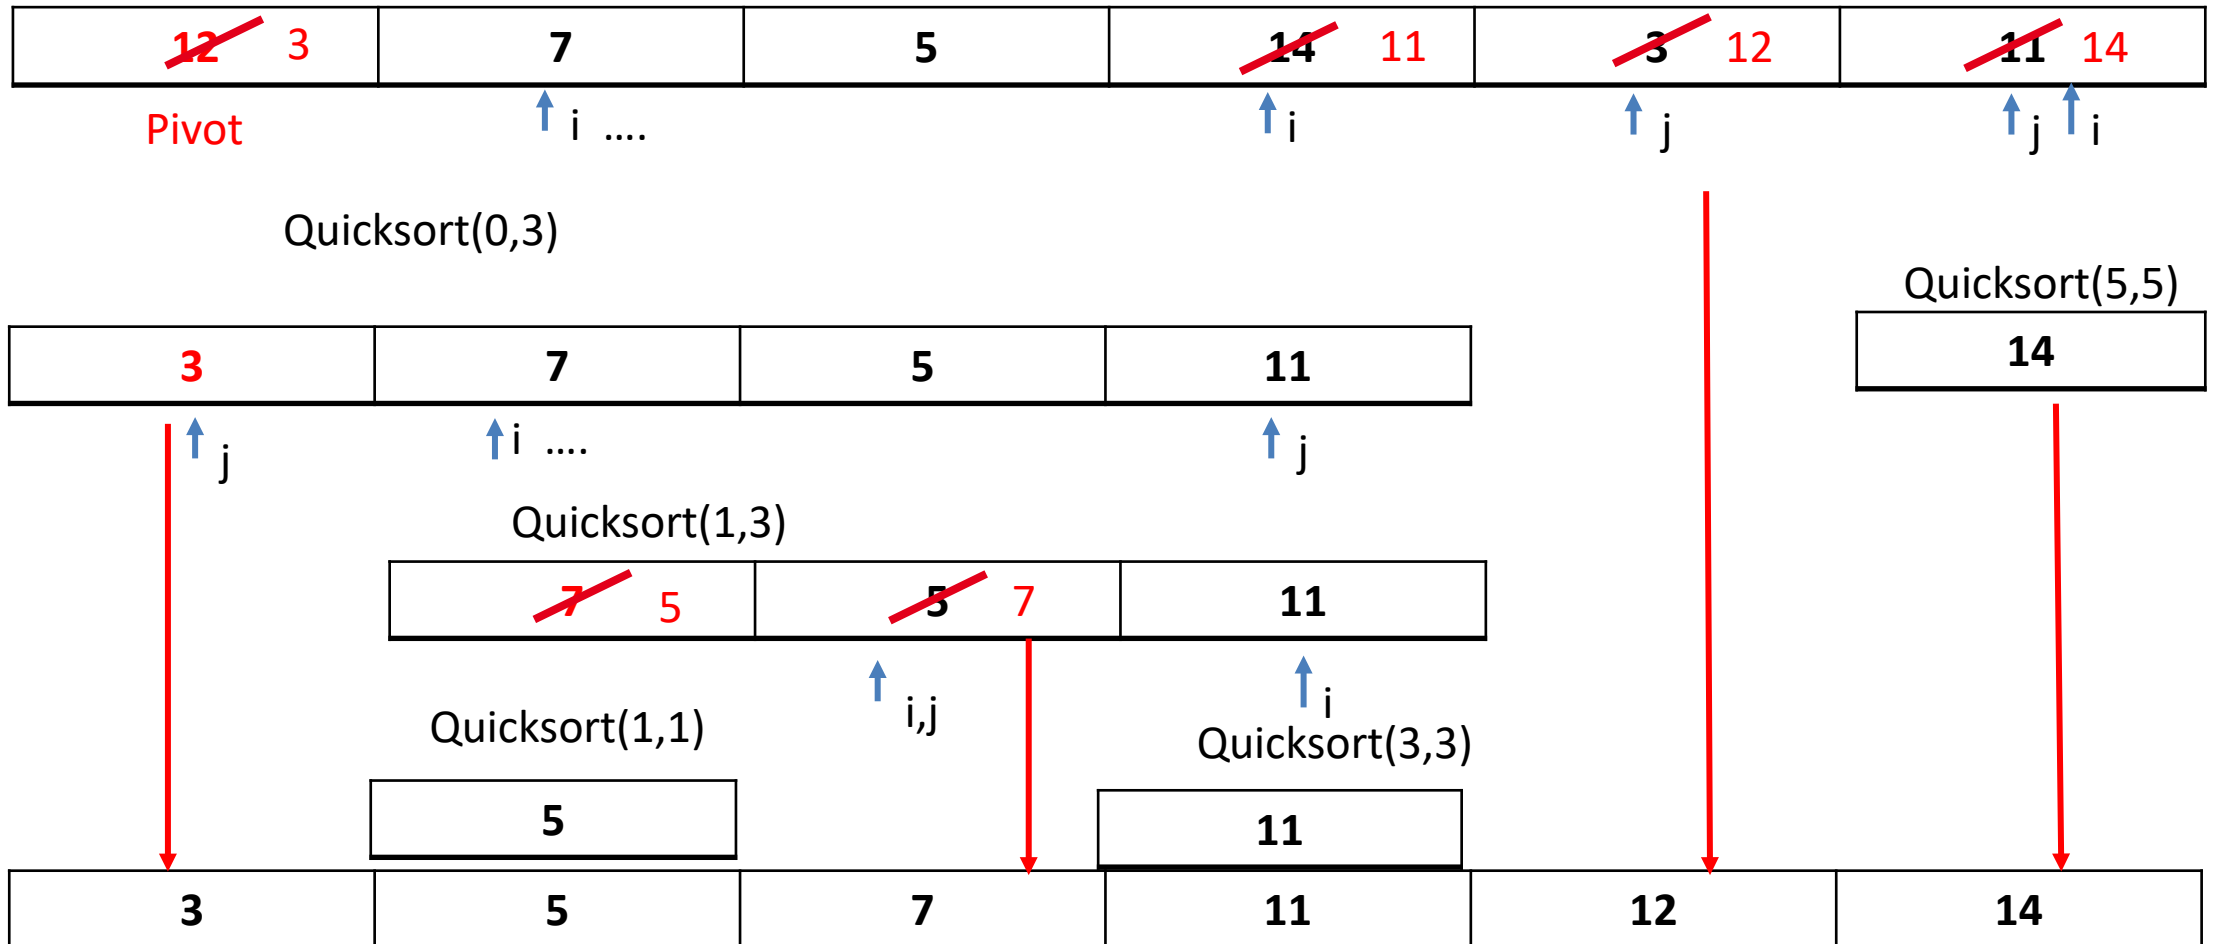 12 3 7 5 14 11 3 12 11 14
Pivot i .... i j j i
Quicksort(0,3)
Quicksort(5,5)
14
3 7 5 11
j i .... j
Quicksort(1,3)
7 5 5 7 11
i,j i
Quicksort(1,1) Quicksort(3,3)
5 11
3 5 7 11 12 14